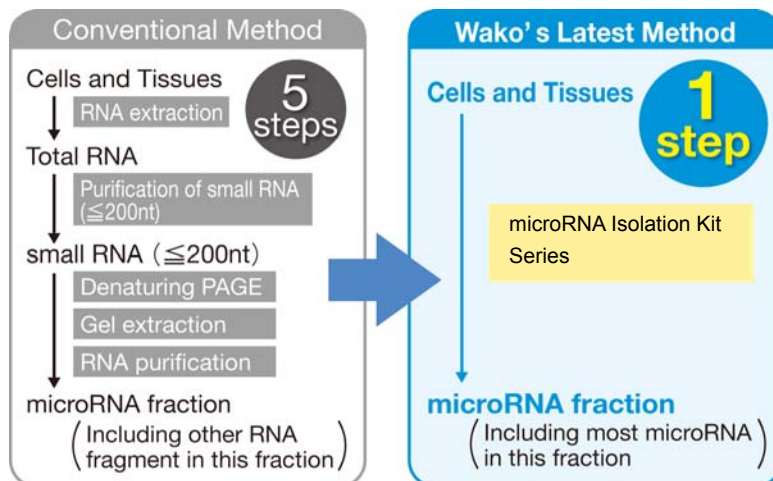 Conventional Method
Cells and Tissues
5
steps
RNA extraction
Total RNA
Purification of small RNA
(≦200nt)
small RNA (≦200nt)
Denaturing PAGE
Gel extraction
RNA purification
microRNA fraction
(Including other RNA
fragment in this fraction)
Wako's Latest Method
Cells and Tissues
1
step
microRNA Isolation Kit
Series
microRNA fraction
(Including most microRNA
in this fraction)